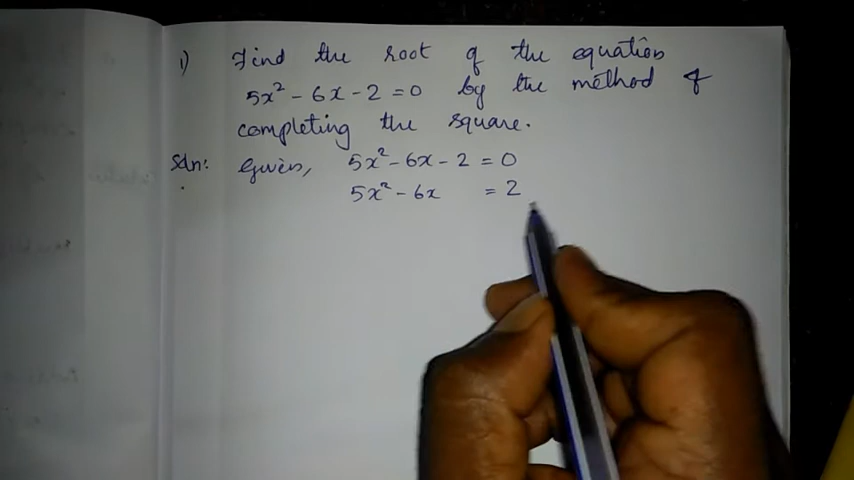 1) Find the root of the equation
5x² - 6x - 2 = 0 by the method of
completing the square.
Soln: Given, 5x² - 6x - 2 = 0
5x² - 6x = 2